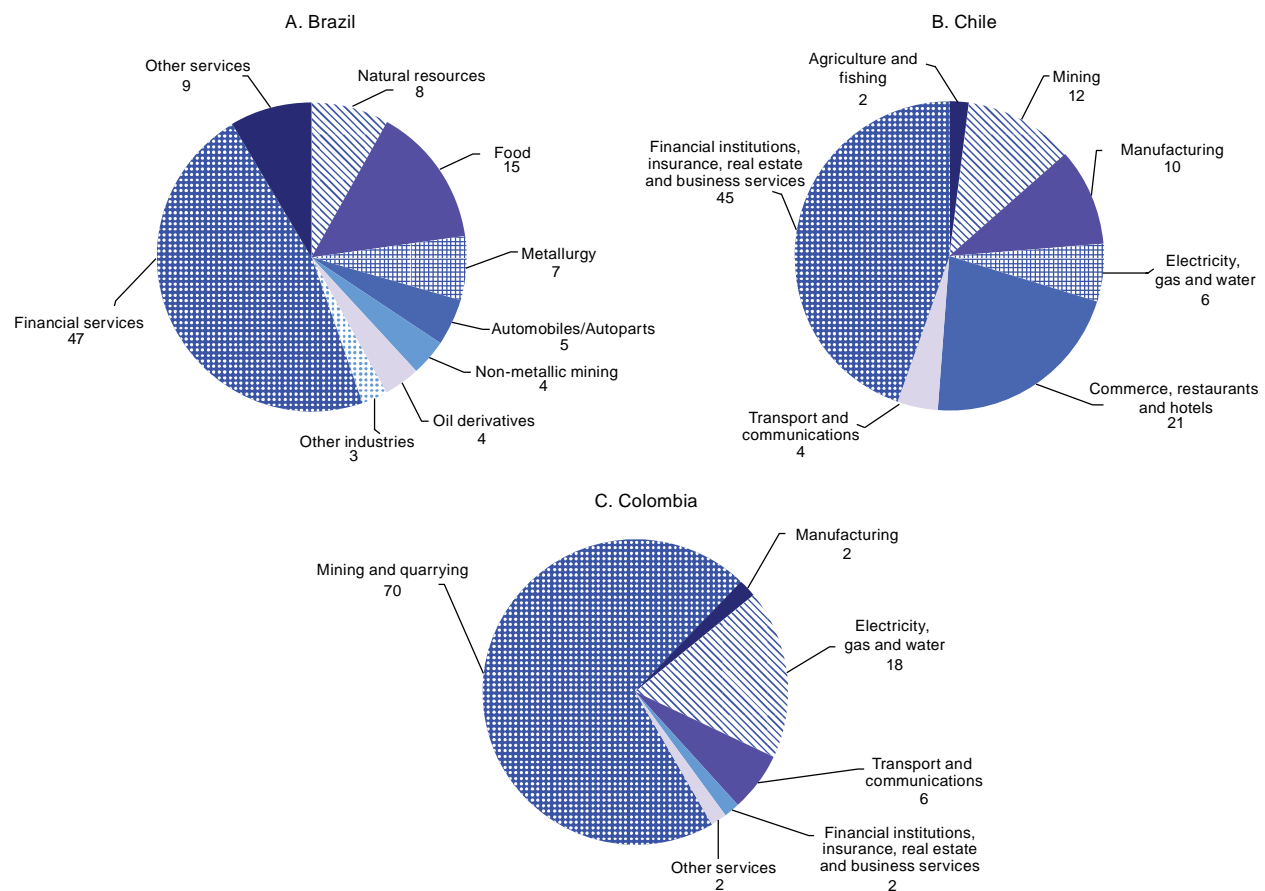 A. Brazil
Other services
9
Natural resources
8
Food
15
Metallurgy
7
Automobiles/Autoparts
5
Non-metallic mining
4
Oil derivatives
4
Other industries
3
Financial services
47
B. Chile
Agriculture and
fishing
2
Mining
12
Manufacturing
10
Electricity,
gas and water
6
Commerce, restaurants
and hotels
21
Transport and
communications
4
Financial institutions,
insurance, real estate
and business services
45
C. Colombia
Manufacturing
2
Electricity,
gas and water
18
Transport and
communications
6
Financial institutions,
insurance, real estate
and business services
2
Other services
2
Mining and quarrying
70